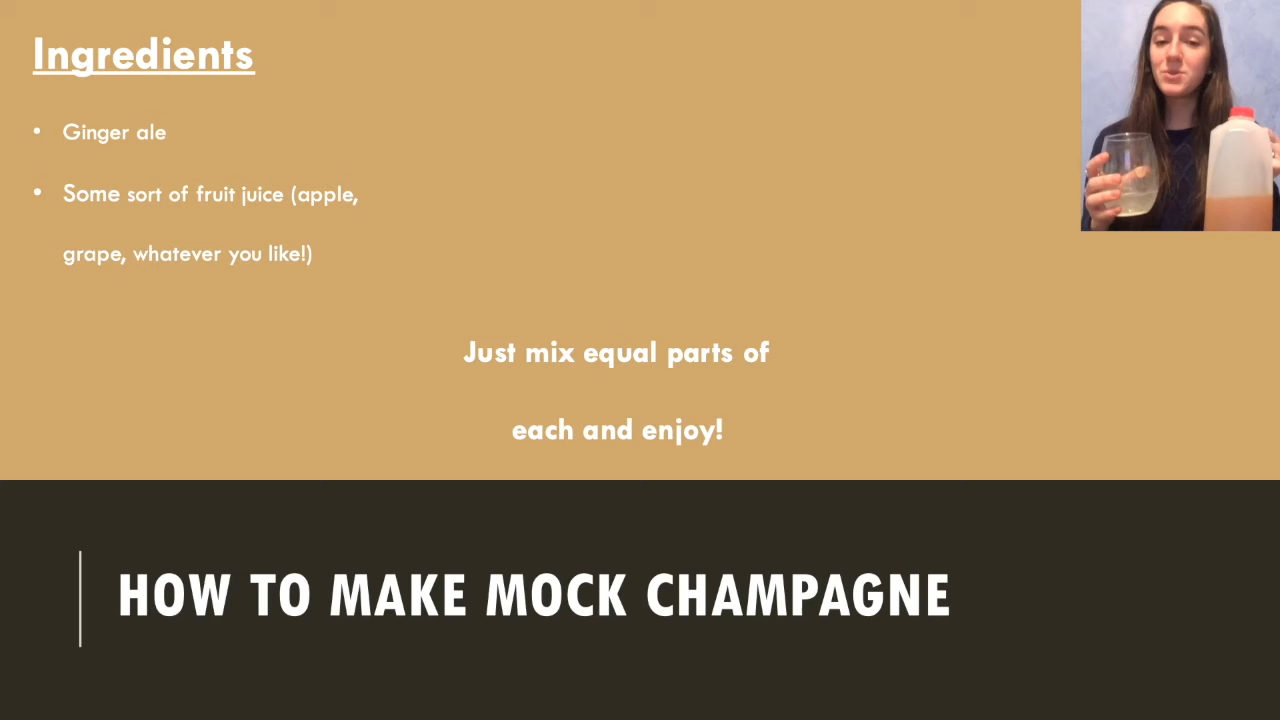 Ingredients
• Ginger ale
• Some sort of fruit juice (apple,
grape, whatever you like!)
Just mix equal parts of
each and enjoy!
HOW TO MAKE MOCK CHAMPAGNE